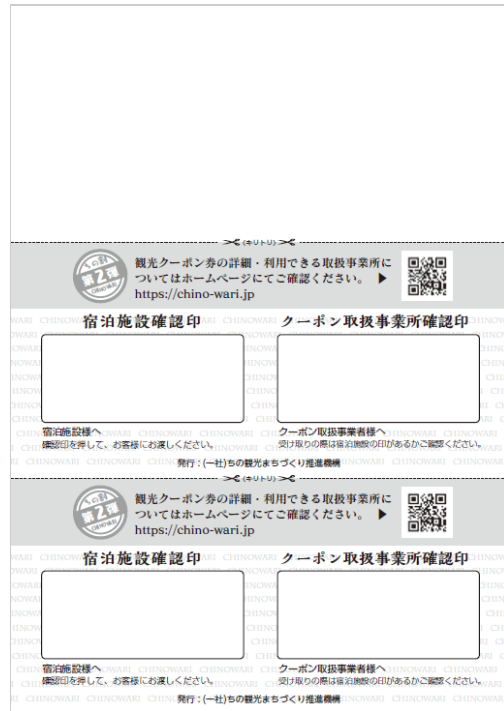 (キリトリ)
ちの割
第2弾
CHINOWARI
観光クーポン券の詳細・利用できる取扱事業所に
ついてはホームページにてご確認ください。 ▶
https://chino-wari.jp
宿泊施設確認印
クーポン取扱事業所確認印
宿泊施設様へ
確認印を押して、お客様にお渡しください。
クーポン取扱事業者様へ
受け取りの際は宿泊施設の印があるかご確認ください。
発行:(一社)ちの観光まちづくり推進機構
(キリトリ)
ちの割
第2弾
CHINOWARI
観光クーポン券の詳細・利用できる取扱事業所に
ついてはホームページにてご確認ください。 ▶
https://chino-wari.jp
宿泊施設確認印
クーポン取扱事業所確認印
宿泊施設様へ
確認印を押して、お客様にお渡しください。
クーポン取扱事業者様へ
受け取りの際は宿泊施設の印があるかご確認ください。
発行:(一社)ちの観光まちづくり推進機構